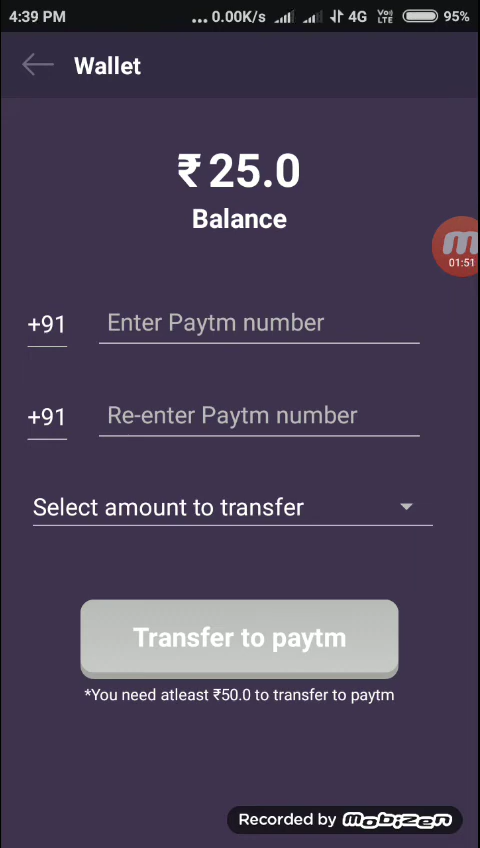 4:39 PM ... 0.00K/s 4G VoLTE 95%
Wallet
₹25.0
Balance
m
01:51
+91 Enter Paytm number
+91 Re-enter Paytm number
Select amount to transfer
Transfer to paytm
*You need atleast ₹50.0 to transfer to paytm
Recorded by mobizen